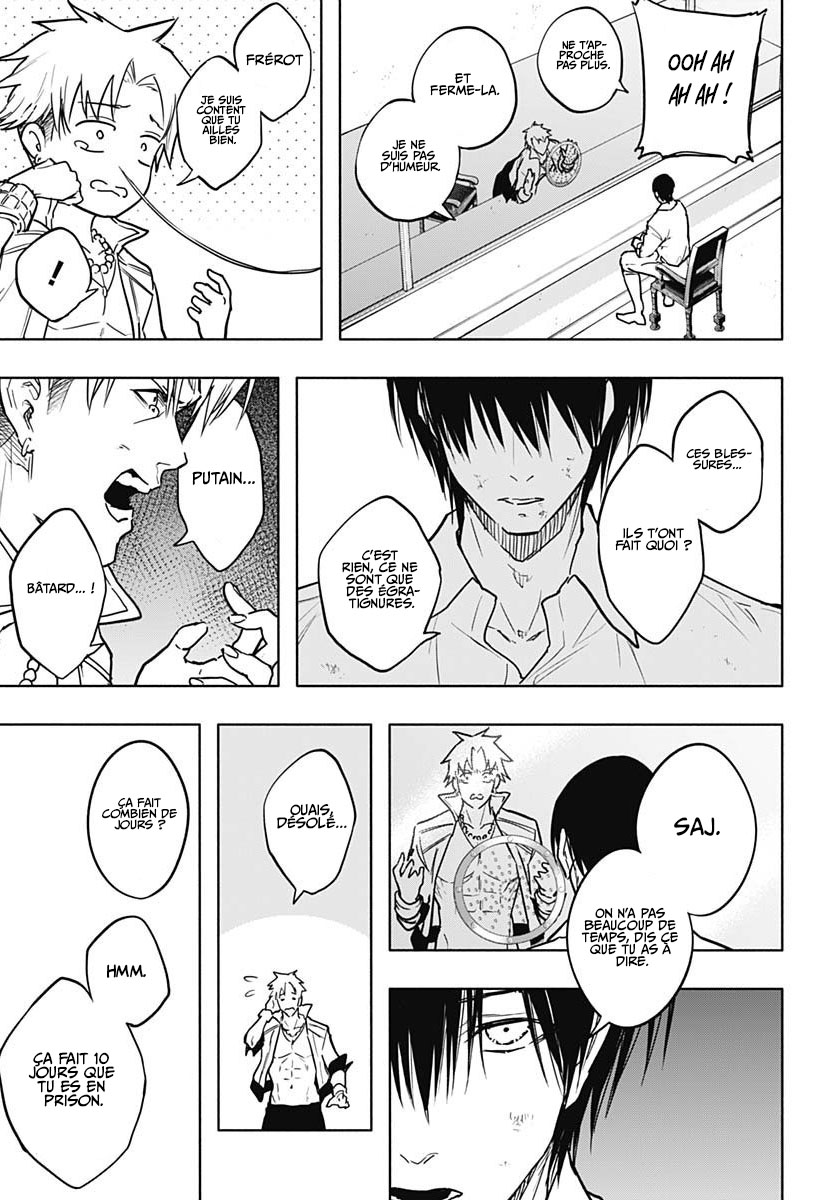 OOH AH
AH AH !
NE T'AP-
PROCHE
PAS PLUS.
ET
FERME-LA.
JE NE
SUIS PAS
D'HUMEUR.
FRÉROT
JE SUIS
CONTENT
QUE TU
AILLES
BIEN.
!
CES BLES-
SURES...
ILS T'ONT
FAIT QUOI ?
C'EST
RIEN, CE NE
SONT QUE
DES ÉGRA-
TIGNURES.
PUTAIN...
BÂTARD... !
SAJ.
ON N'A PAS
BEAUCOUP DE
TEMPS, DIS CE
QUE TU AS À
DIRE.
OUAIS,
DÉSOLÉ...
ÇA FAIT
COMBIEN DE
JOURS ?
HMM.
ÇA FAIT 10
JOURS QUE
TU ES EN
PRISON.